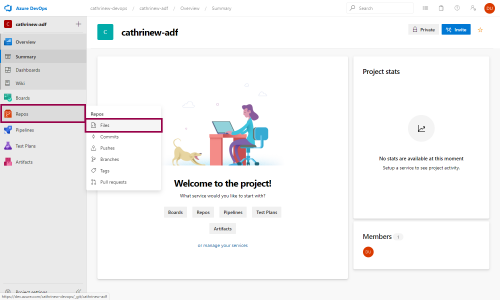 Azure DevOps
cathrinew-devops / cathrinew-adf / Overview / Summary
Search
C cathrinew-adf +
C cathrinew-adf
Private
Invite
Overview
Summary
Dashboards
Wiki
Boards
Repos
Pipelines
Test Plans
Artifacts
Repos
Files
Commits
Pushes
Branches
Tags
Pull requests
Welcome to the project!
What service would you like to start with?
Boards Repos Pipelines Test Plans
Artifacts
or manage your services
Project stats
No stats are available at this moment
Setup a service to see project activity.
Members 1
Project settings
https://dev.azure.com/cathrinew-devops/_git/cathrinew-adf